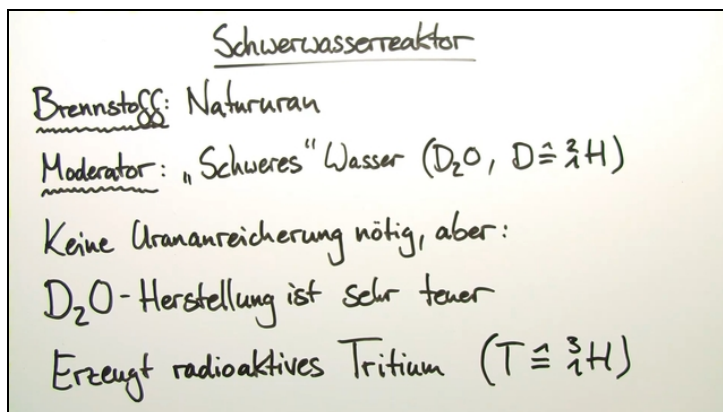 Schwerwasserreaktor
Brennstoff: Natururan
Moderator: „Schweres“ Wasser (D₂O, D ≙ ²₁H)
Keine Urananreicherung nötig, aber:
D₂O-Herstellung ist sehr teuer
Erzeugt radioaktives Tritium (T ≙ ³₁H)